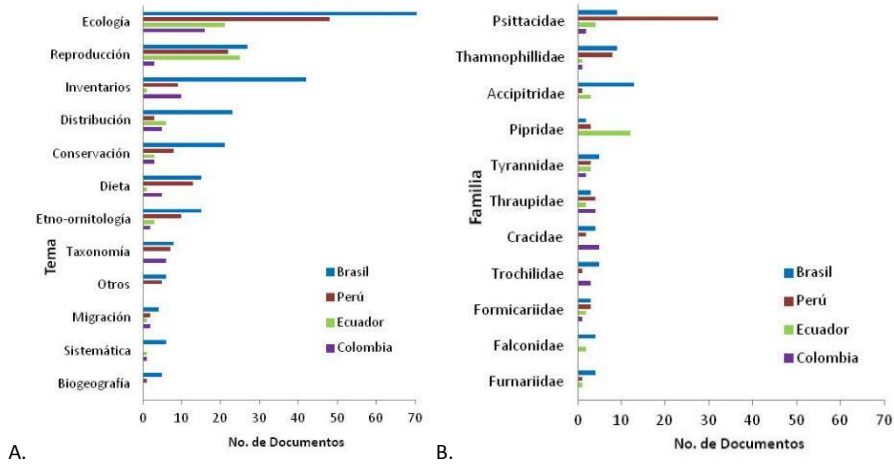 Ecología
Reproducción
Inventarios
Distribución
Conservación
Dieta
Etno-ornitología
Taxonomía
Otros
Migración
Sistemática
Biogeografía
Tema
Brasil
Perú
Ecuador
Colombia
0 10 20 30 40 50 60 70
No. de Documentos
A.
Psittacidae
Thamnophillidae
Accipitridae
Pipridae
Tyrannidae
Thraupidae
Cracidae
Trochilidae
Formicariidae
Falconidae
Furnariidae
Familia
Brasil
Perú
Ecuador
Colombia
0 10 20 30 40 50 60 70
No. de Documentos
B.